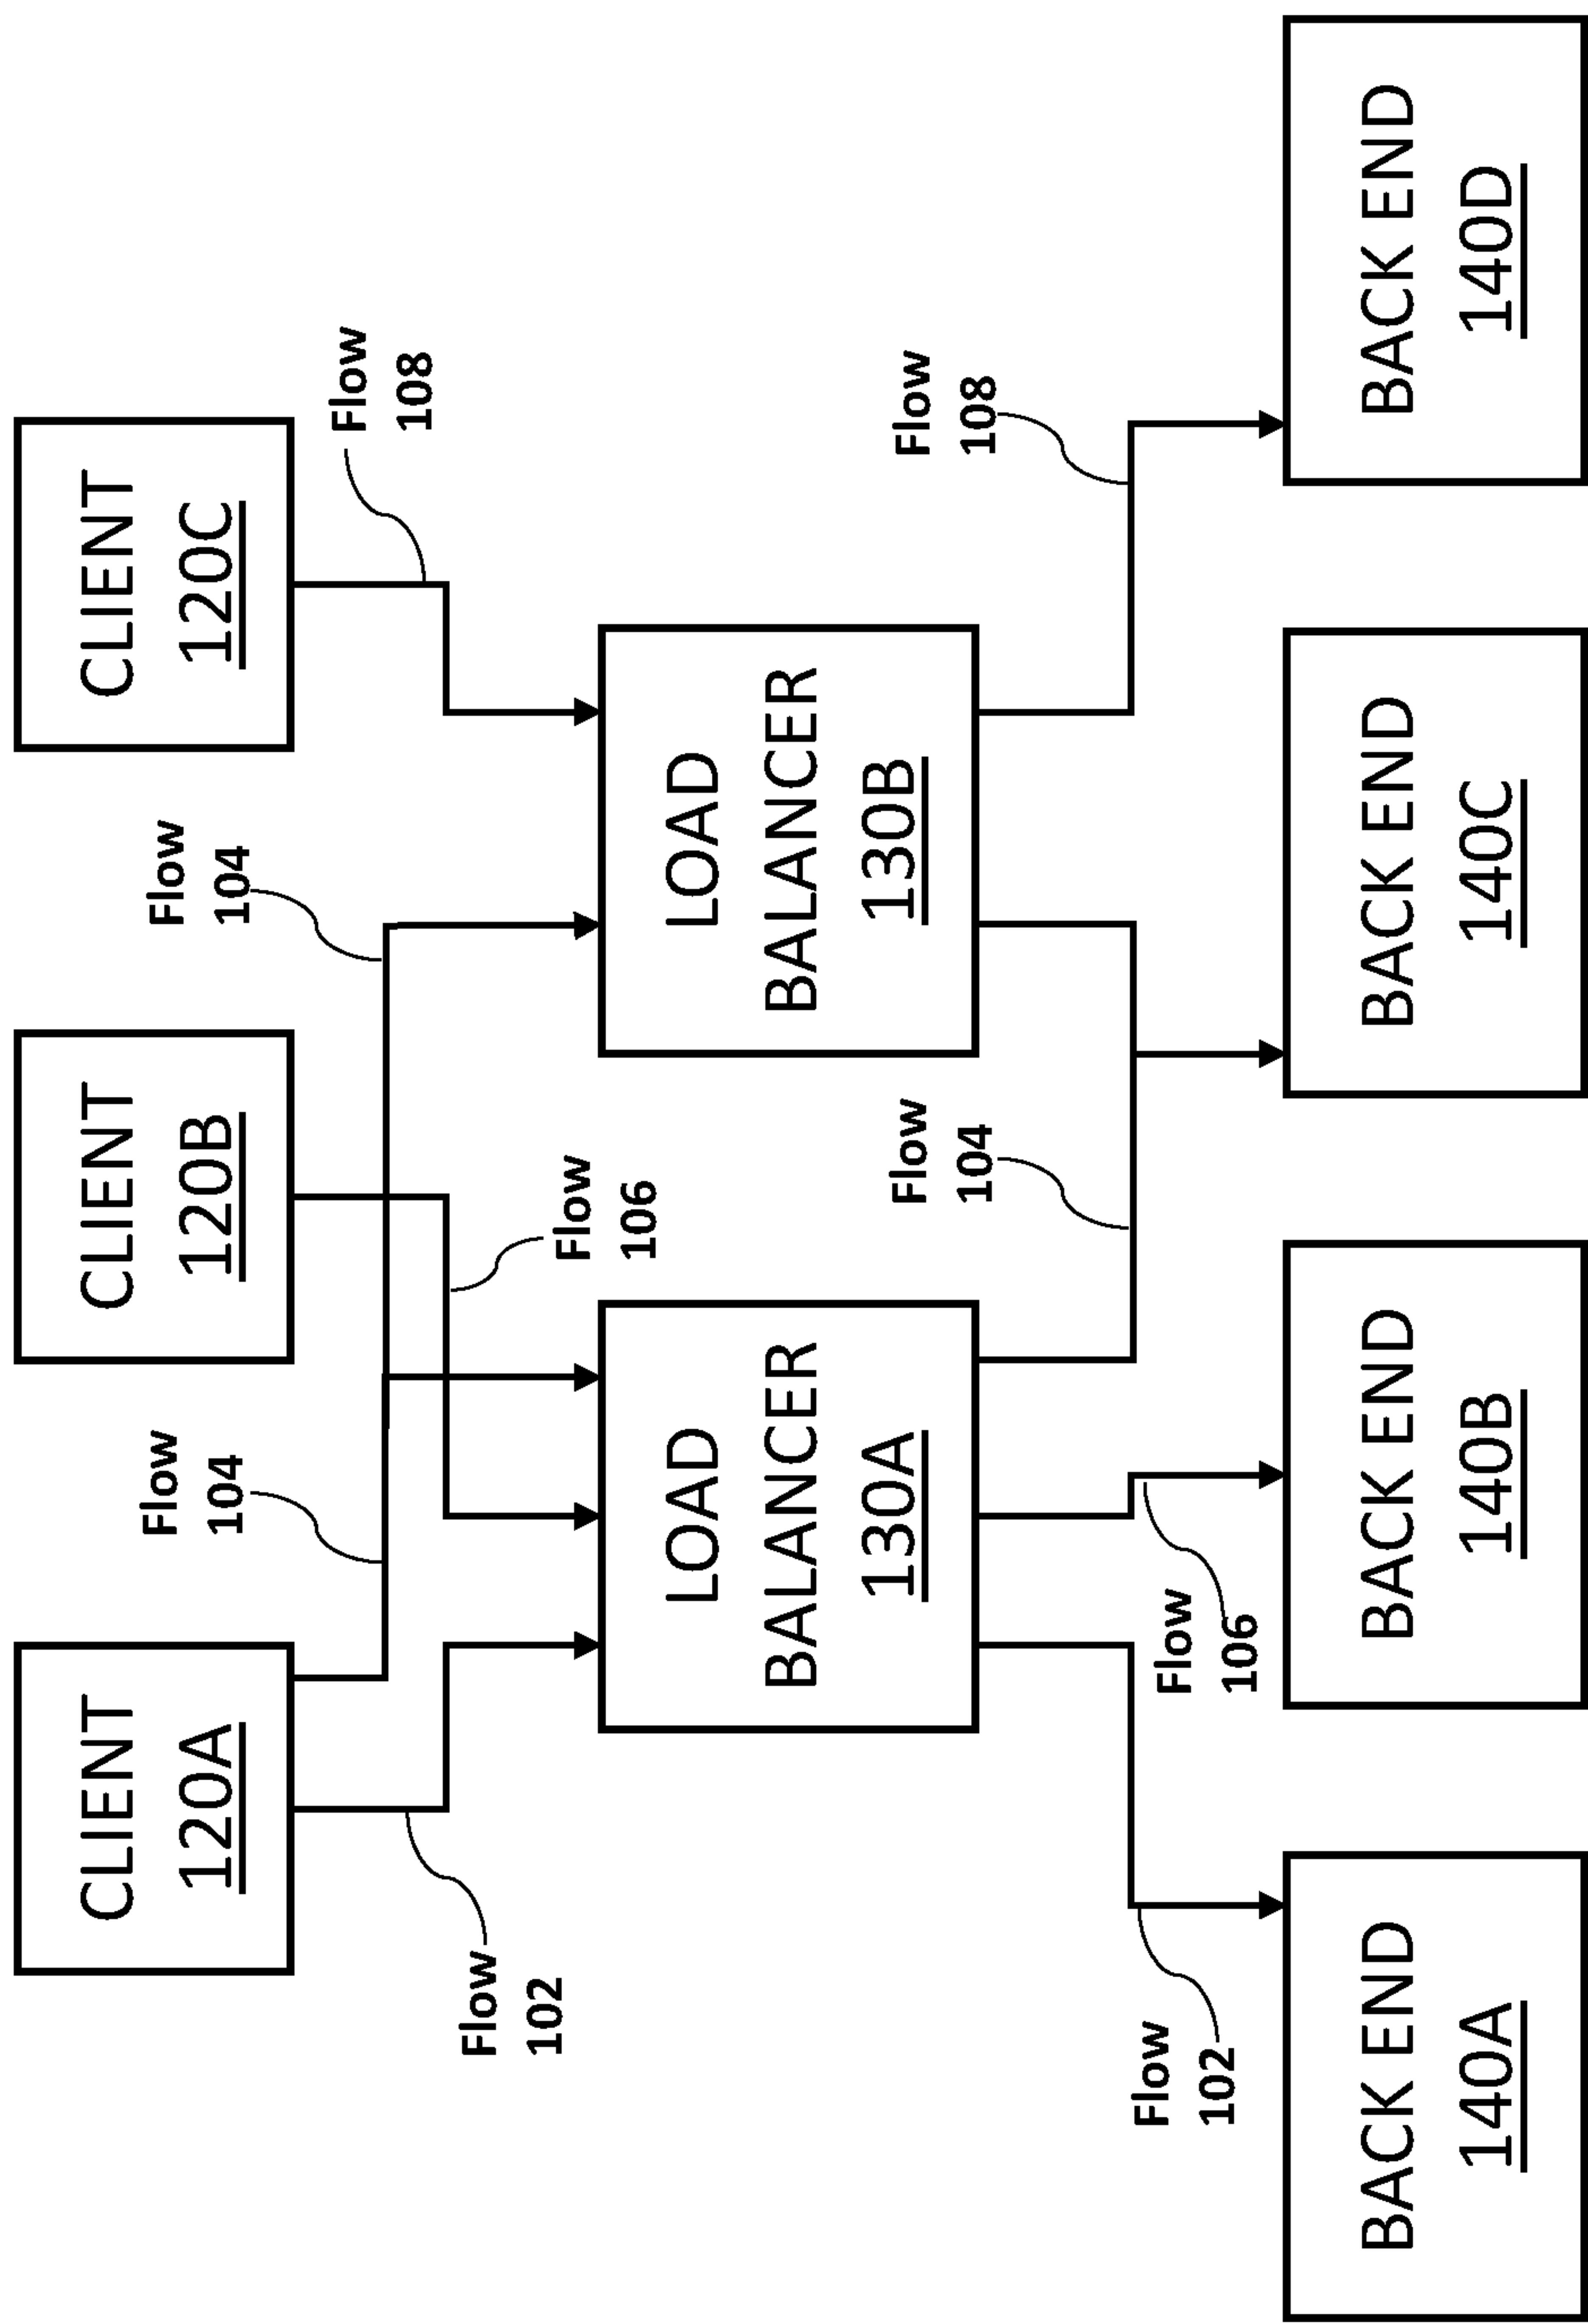 CLIENT
120A
CLIENT
120B
CLIENT
120C
Flow
104
Flow
104
Flow
108
Flow
102
Flow
106
LOAD
BALANCER
130A
LOAD
BALANCER
130B
Flow
104
Flow
108
Flow
102
Flow
106
BACK END
140A
BACK END
140B
BACK END
140C
BACK END
140D